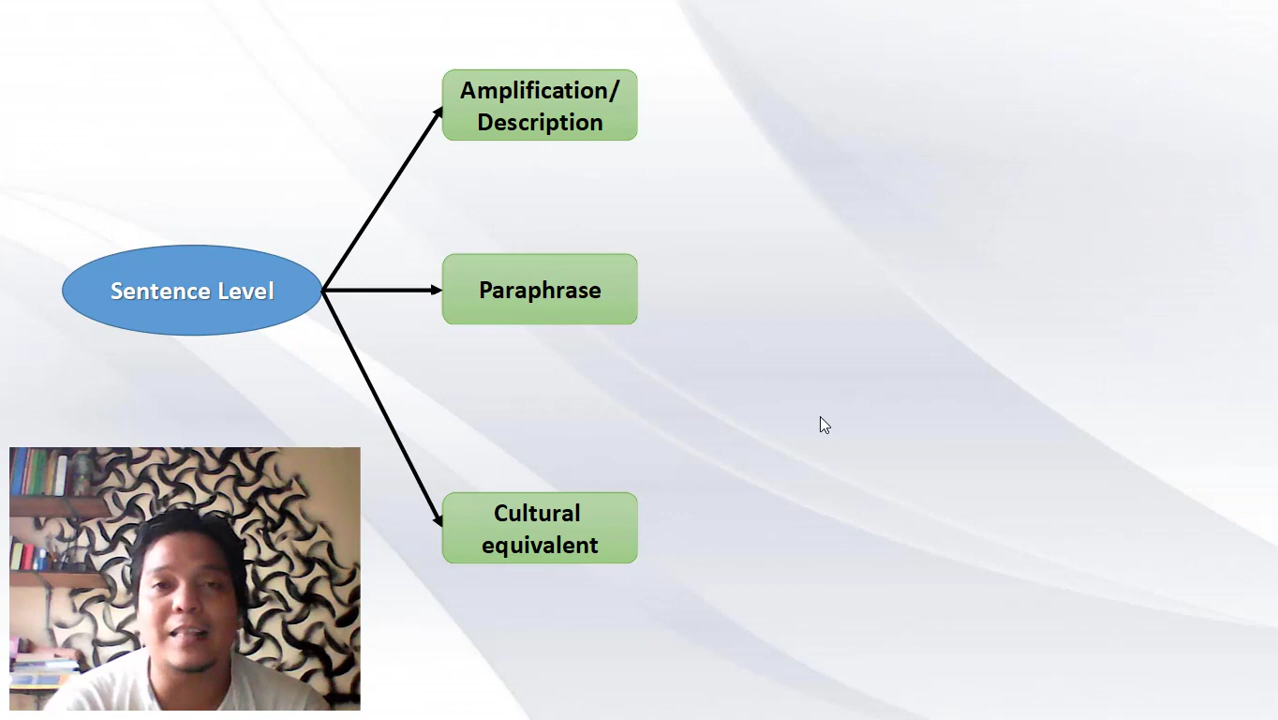 Amplification/
Description
Sentence Level
Paraphrase
Cultural
equivalent